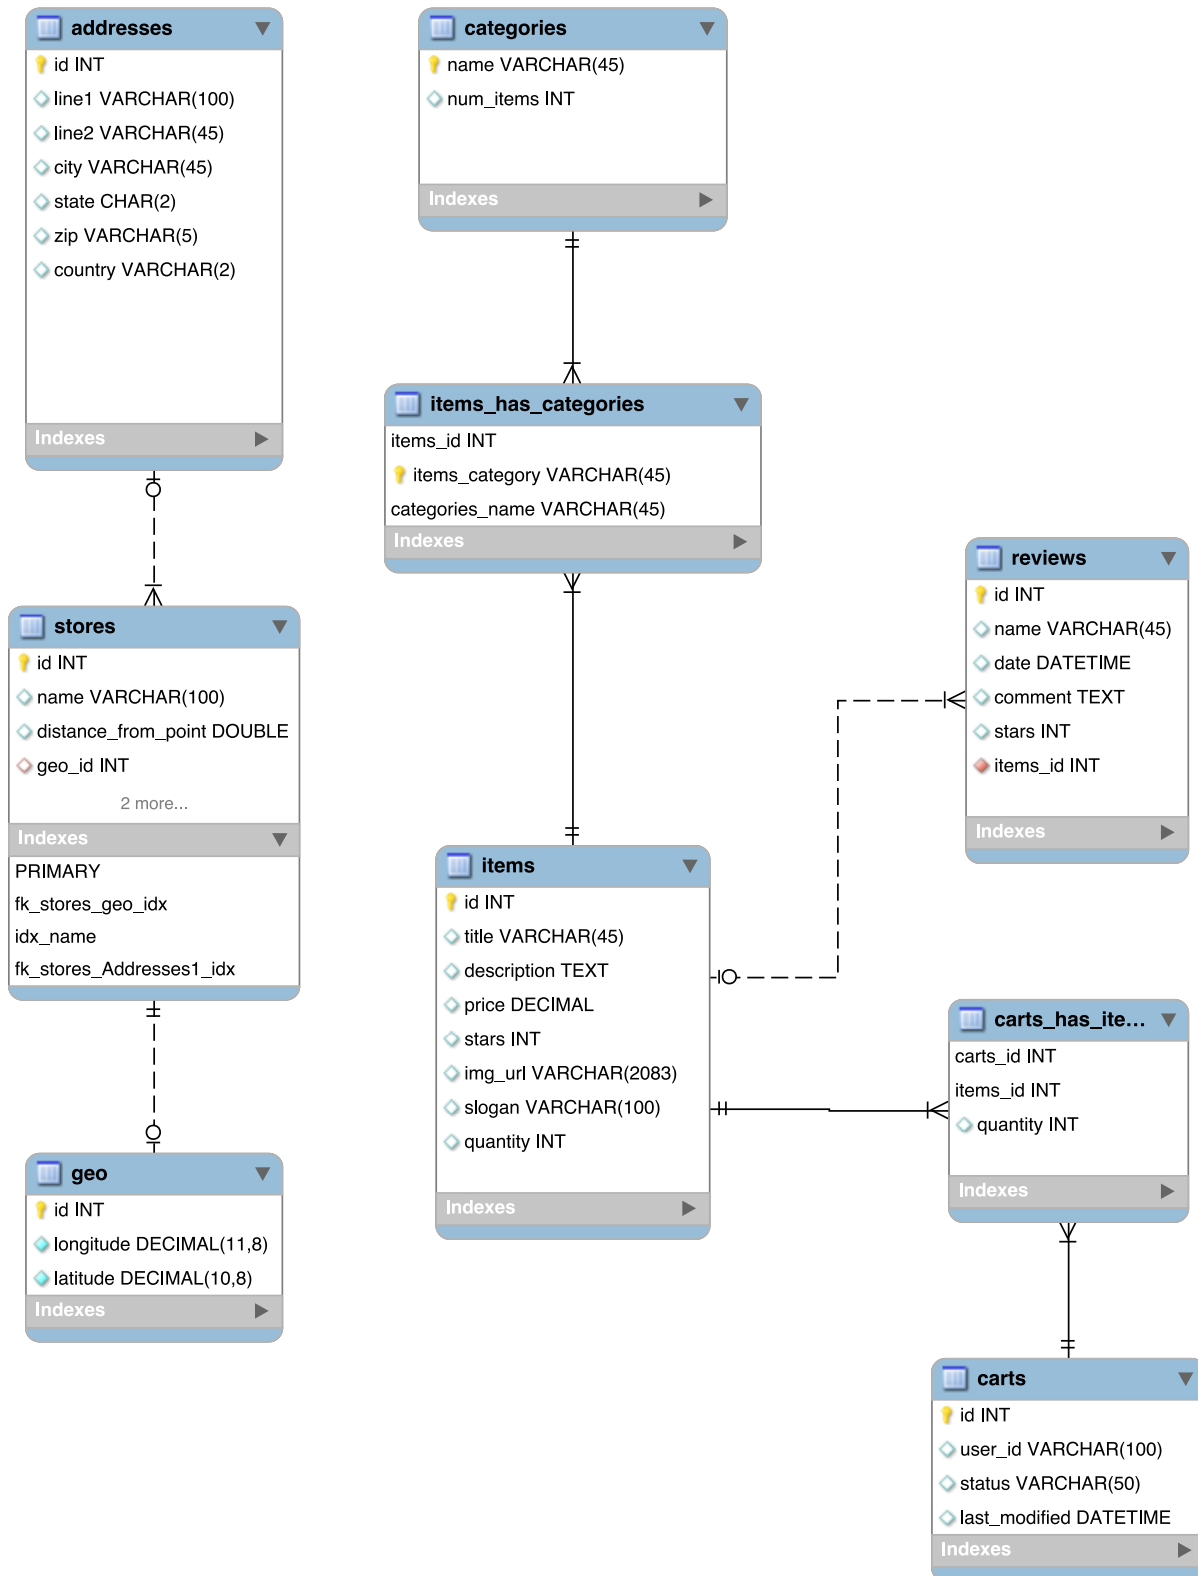 addresses
id INT
line1 VARCHAR(100)
line2 VARCHAR(45)
city VARCHAR(45)
state CHAR(2)
zip VARCHAR(5)
country VARCHAR(2)
Indexes
categories
name VARCHAR(45)
num_items INT
Indexes
items_has_categories
items_id INT
items_category VARCHAR(45)
categories_name VARCHAR(45)
Indexes
stores
id INT
name VARCHAR(100)
distance_from_point DOUBLE
geo_id INT
2 more...
Indexes
PRIMARY
fk_stores_geo_idx
idx_name
fk_stores_Addresses1_idx
geo
id INT
longitude DECIMAL(11,8)
latitude DECIMAL(10,8)
Indexes
items
id INT
title VARCHAR(45)
description TEXT
price DECIMAL
stars INT
img_url VARCHAR(2083)
slogan VARCHAR(100)
quantity INT
Indexes
reviews
id INT
name VARCHAR(45)
date DATETIME
comment TEXT
stars INT
items_id INT
Indexes
carts_has_ite...
carts_id INT
items_id INT
quantity INT
Indexes
carts
id INT
user_id VARCHAR(100)
status VARCHAR(50)
last_modified DATETIME
Indexes